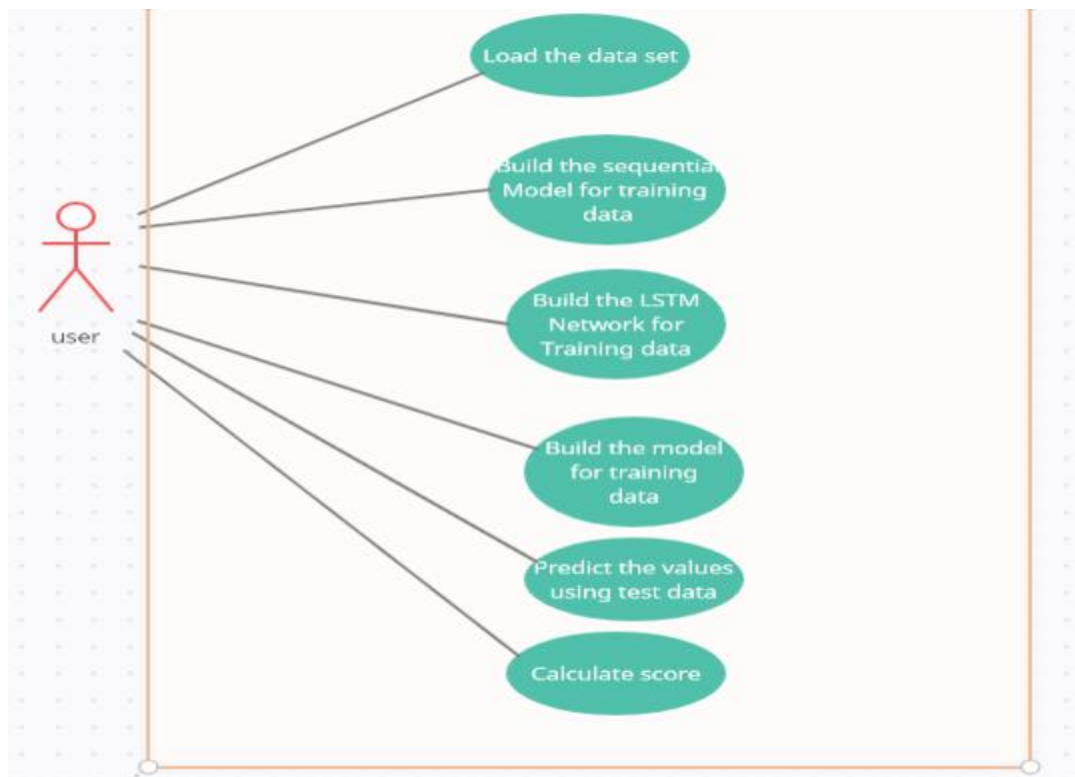 Load the data set
Build the sequential
Model for training
data
user
Build the LSTM
Network for
Training data
Build the model
for training
data
Predict the values
using test data
Calculate score